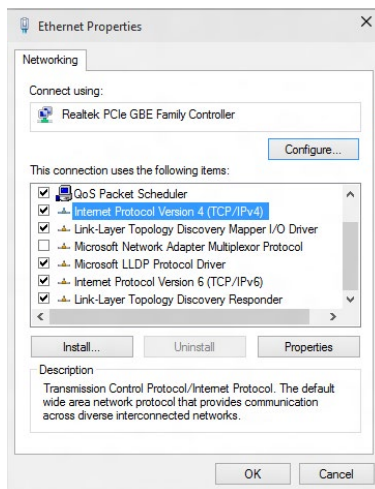 Ethernet Properties
Networking
Connect using:
Realtek PCIe GBE Family Controller
Configure...
This connection uses the following items:
QoS Packet Scheduler
Internet Protocol Version 4 (TCP/IPv4)
Link-Layer Topology Discovery Mapper I/O Driver
Microsoft Network Adapter Multiplexor Protocol
Microsoft LLDP Protocol Driver
Internet Protocol Version 6 (TCP/IPv6)
Link-Layer Topology Discovery Responder
Install... Uninstall Properties
Description
Transmission Control Protocol/Internet Protocol. The default
wide area network protocol that provides communication
across diverse interconnected networks.
OK Cancel